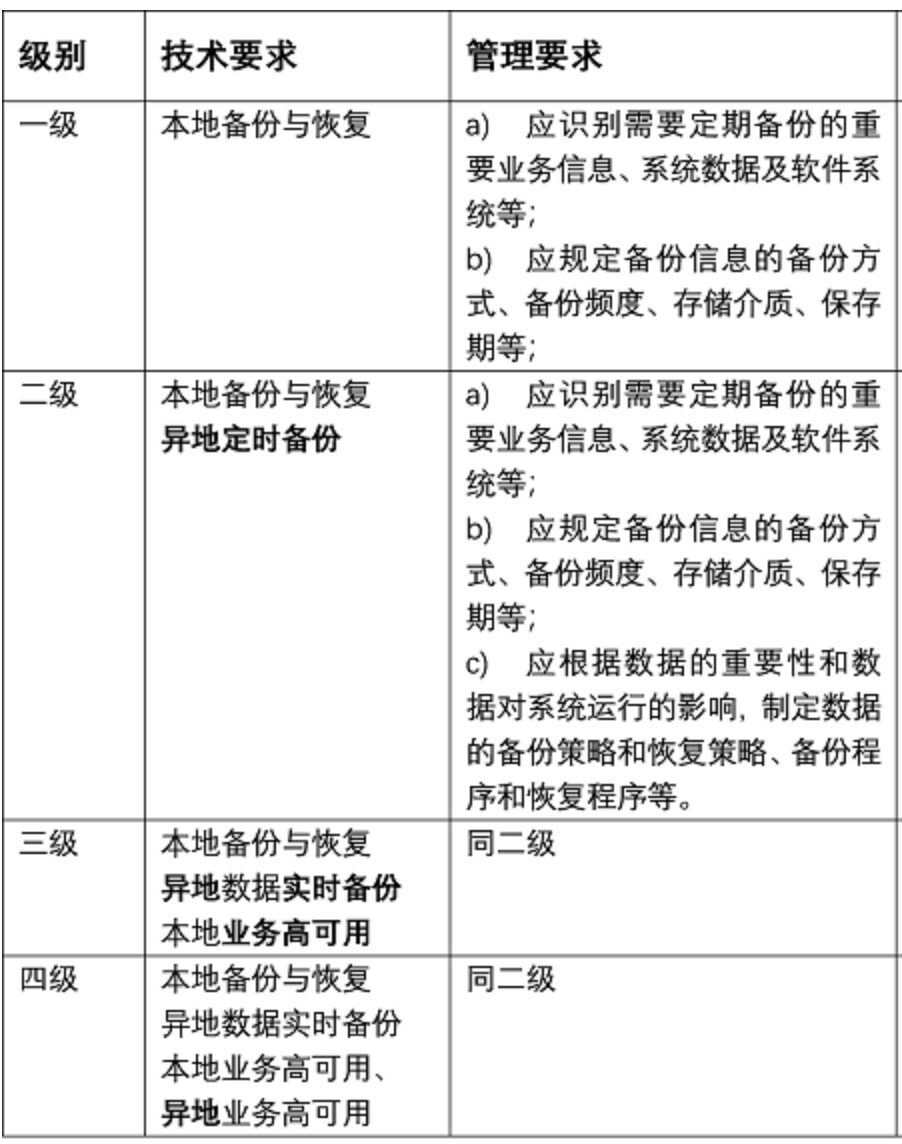 级别 技术要求 管理要求
一级 本地备份与恢复
a) 应识别需要定期备份的重
要业务信息、系统数据及软件系
统等;
b) 应规定备份信息的备份方
式、备份频度、存储介质、保存
期等;
二级 本地备份与恢复
异地定时备份
a) 应识别需要定期备份的重
要业务信息、系统数据及软件系
统等;
b) 应规定备份信息的备份方
式、备份频度、存储介质、保存
期等;
c) 应根据数据的重要性和数
据对系统运行的影响, 制定数据
的备份策略和恢复策略、备份程
序和恢复程序等。
三级 本地备份与恢复
异地数据实时备份
本地业务高可用
同二级
四级 本地备份与恢复
异地数据实时备份
本地业务高可用、
异地业务高可用
同二级